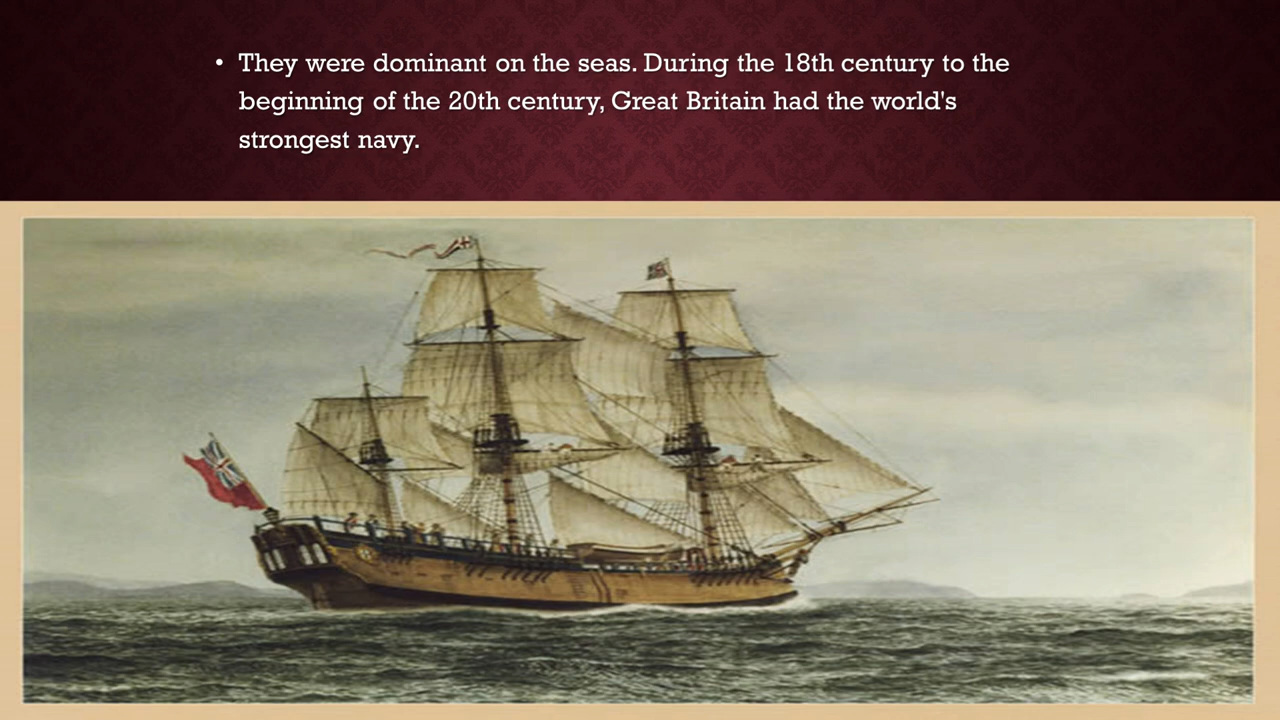 • They were dominant on the seas. During the 18th century to the
beginning of the 20th century, Great Britain had the world's
strongest navy.